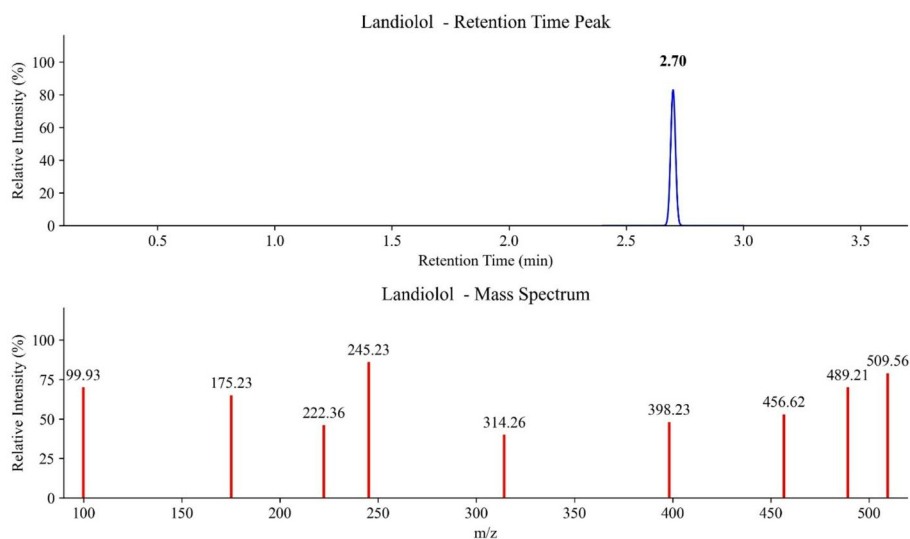 Landiolol - Retention Time Peak
Relative Intensity (%)
100
80
60
40
20
0
2.70
0.5 1.0 1.5 2.0 2.5 3.0 3.5
Retention Time (min)
Landiolol - Mass Spectrum
Relative Intensity (%)
100
75
50
25
0
99.93
175.23
222.36
245.23
314.26
398.23
456.62
489.21
509.56
100 150 200 250 300 350 400 450 500
m/z